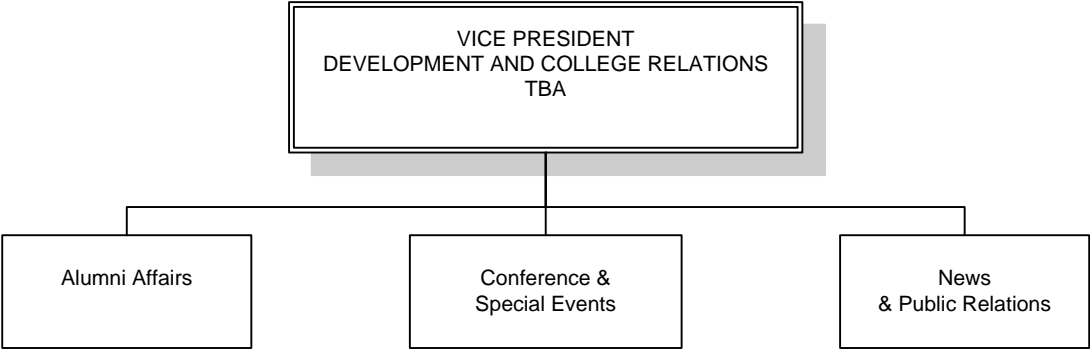 VICE PRESIDENT
DEVELOPMENT AND COLLEGE RELATIONS
TBA
Alumni Affairs
Conference &
Special Events
News
& Public Relations